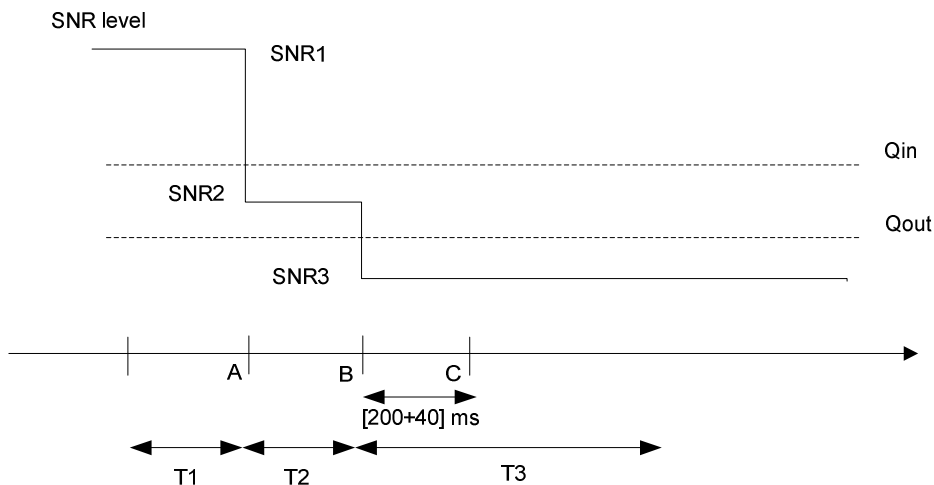 SNR level
SNR1
Qin
SNR2
Qout
SNR3
A
B
C
[200+40] ms
T1
T2
T3